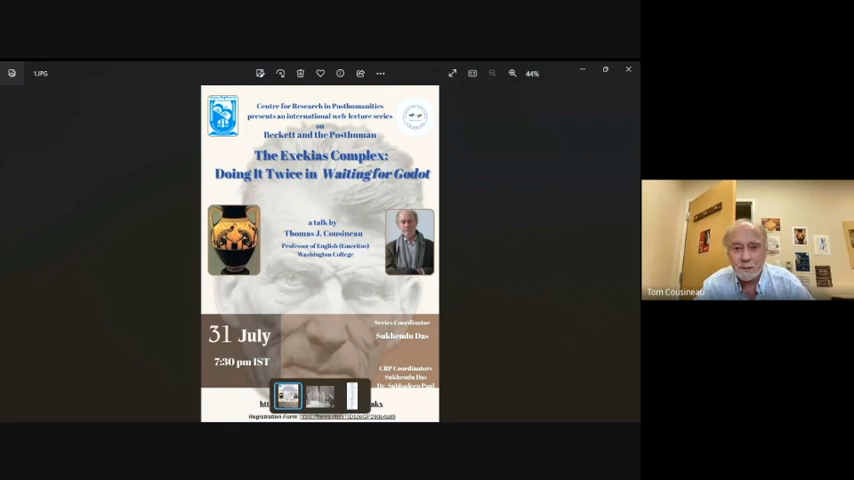 1.JPG
44%
Centre for Research in Posthumanities
presents an international web-lecture series
on
Beckett and the Posthuman
The Exekias Complex:
Doing It Twice in Waiting for Godot
a talk by
Thomas J. Cousineau
Professor of English (Emeritus)
Washington College
31 July
7:30 pm IST
Series Coordinator
Sukhendu Das
CRP Coordinators
Sukhendu Das
Dr. Subhadeep Paul
Registration Form:
Tom Cousineau